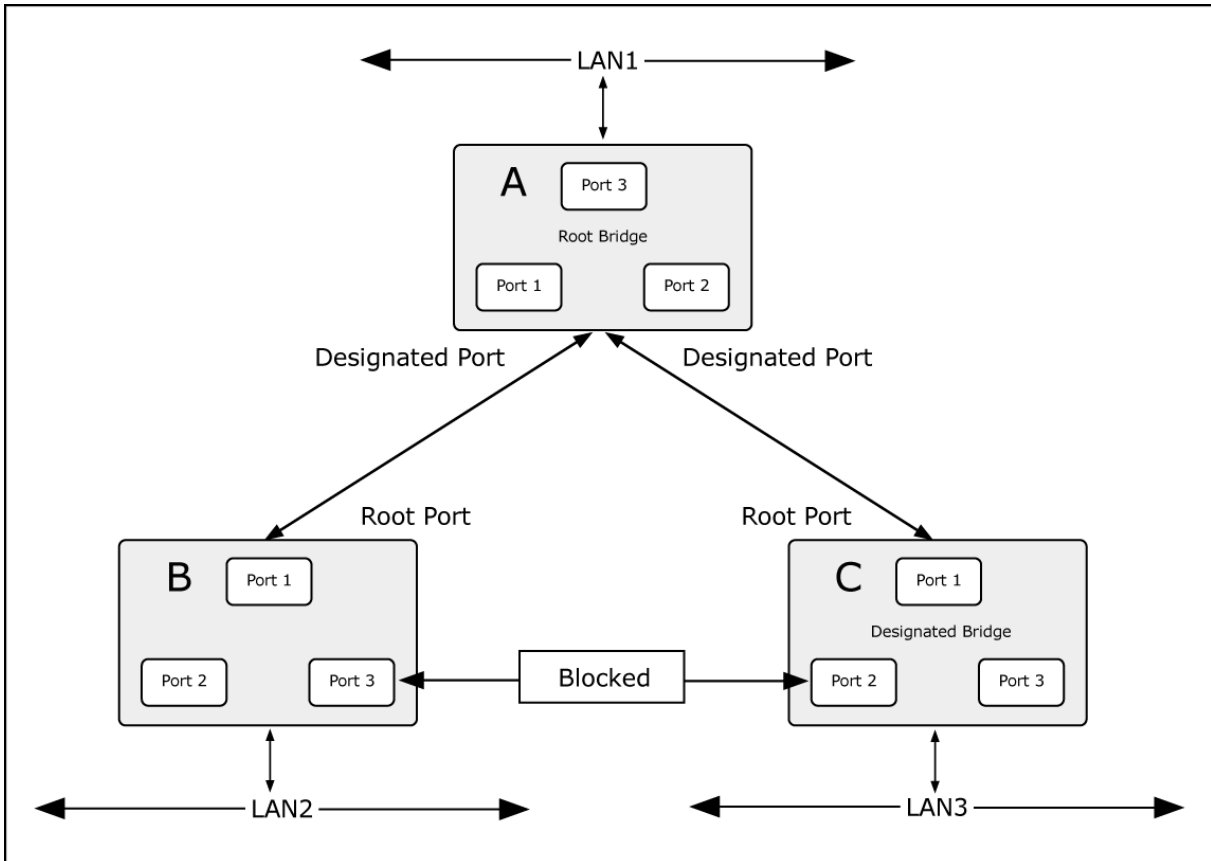 LAN1
A
Port 3
Root Bridge
Port 1
Port 2
Designated Port
Designated Port
Root Port
Root Port
B
Port 1
Port 2
Port 3
Blocked
C
Port 1
Designated Bridge
Port 2
Port 3
LAN2
LAN3